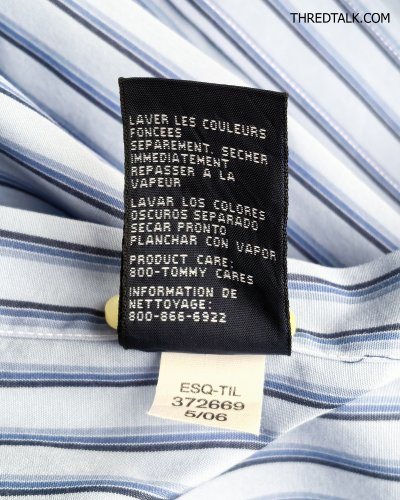 THREDTALK.COM
LAVER LES COULEURS
FONCEES
SEPAREMENT. SECHER
IMMEDIATEMENT
REPASSER A LA
VAPEUR
LAVAR LOS COLORES
OSCUROS SEPARADO
SECAR PRONTO
PLANCHAR CON VAPOR
PRODUCT CARE:
800-TOMMY CARES
INFORMATION DE
NETTOYAGE:
800-866-6922
ESQ-TIL
372669
5/06